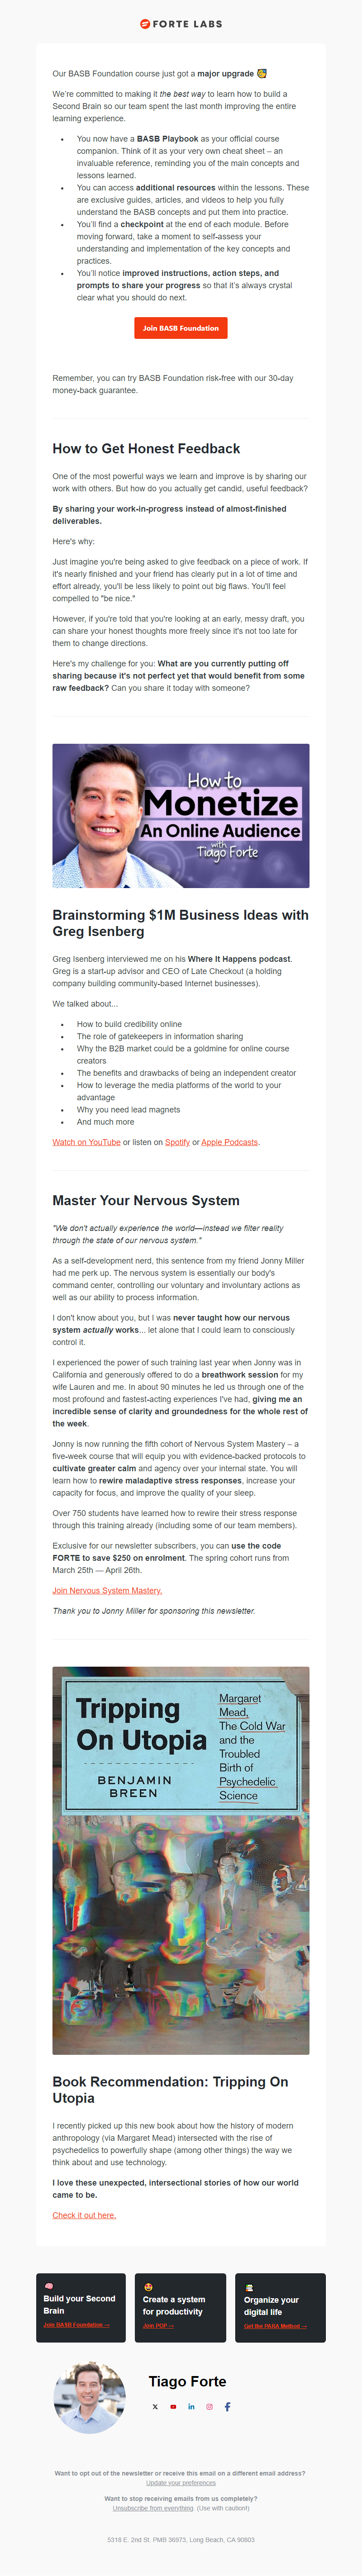 FORTE LABS
Our BASB Foundation course just got a major upgrade
We're committed to making it the best way to learn how to build a
Second Brain so our team spent the last month improving the entire
learning experience.
• You now have a BASB Playbook as your official course
companion. Think of it as your very own cheat sheet – an
invaluable reference, reminding you of the main concepts and
lessons learned.
• You can access additional resources within the lessons. These
are exclusive guides, articles, and videos to help you fully
understand the BASB concepts and put them into practice.
• You'll find a checkpoint at the end of each module. Before
moving forward, take a moment to self-assess your
understanding and implementation of the key concepts and
practices.
• You'll notice improved instructions, action steps, and
prompts to share your progress so that it's always crystal
clear what you should do next.
Join BASB Foundation
Remember, you can try BASB Foundation risk-free with our 30-day
money-back guarantee.
How to Get Honest Feedback
One of the most powerful ways we learn and improve is by sharing our
work with others. But how do you actually get candid, useful feedback?
By sharing your work-in-progress instead of almost-finished
deliverables.
Here's why:
Just imagine you're being asked to give feedback on a piece of work. If
it's nearly finished and your friend has clearly put in a lot of time and
effort already, you'll be less likely to point out big flaws. You'll feel
compelled to "be nice."
However, if you're told that you're looking at an early, messy draft, you
can share your honest thoughts more freely since it's not too late for
them to change directions.
Here's my challenge for you: What are you currently putting off
sharing because it's not perfect yet that would benefit from some
raw feedback? Can you share it today with someone?
How to
Monetize
An Online Audience
with
Tiago Forte
Brainstorming $1M Business Ideas with
Greg Isenberg
Greg Isenberg interviewed me on his Where It Happens podcast.
Greg is a start-up advisor and CEO of Late Checkout (a holding
company building community-based Internet businesses).
We talked about...
• How to build credibility online
• The role of gatekeepers in information sharing
• Why the B2B market could be a goldmine for online course
creators
• The benefits and drawbacks of being an independent creator
• How to leverage the media platforms of the world to your
advantage
• Why you need lead magnets
• And much more
Watch on YouTube or listen on Spotify or Apple Podcasts.
Master Your Nervous System
"We don't actually experience the world—instead we filter reality
through the state of our nervous system."
As a self-development nerd, this sentence from my friend Jonny Miller
had me perk up. The nervous system is essentially our body's
command center, controlling our voluntary and involuntary actions as
well as our ability to process information.
I don't know about you, but I was never taught how our nervous
system actually works... let alone that I could learn to consciously
control it.
I experienced the power of such training last year when Jonny was in
California and generously offered to do a breathwork session for my
wife Lauren and me. In about 90 minutes he led us through one of the
most profound and fastest-acting experiences I've had, giving me an
incredible sense of clarity and groundedness for the whole rest of
the week.
Jonny is now running the fifth cohort of Nervous System Mastery – a
five-week course that will equip you with evidence-backed protocols to
cultivate greater calm and agency over your internal state. You will
learn how to rewire maladaptive stress responses, increase your
capacity for focus, and improve the quality of your sleep.
Over 750 students have learned how to rewire their stress response
through this training already (including some of our team members).
Exclusive for our newsletter subscribers, you can use the code
FORTE to save $250 on enrolment. The spring cohort runs from
March 25th — April 26th.
Join Nervous System Mastery.
Thank you to Jonny Miller for sponsoring this newsletter.
Tripping
On Utopia
BENJAMIN
BREEN
Margaret
Mead,
The Cold War
and the
Troubled
Birth of
Psychedelic
Science
Book Recommendation: Tripping On
Utopia
I recently picked up this new book about how the history of modern
anthropology (via Margaret Mead) intersected with the rise of
psychedelics to powerfully shape (among other things) the way we
think about and use technology.
I love these unexpected, intersectional stories of how our world
came to be.
Check it out here.
Build your Second
Brain
Join BASB Foundation →
Create a system
for productivity
Join POP →
Organize your
digital life
Get the PARA Method →
Tiago Forte
Want to opt out of the newsletter or receive this email on a different email address?
Update your preferences
Want to stop receiving emails from us completely?
Unsubscribe from everything. (Use with caution!)
5318 E. 2nd St. PMB 36973, Long Beach, CA 90803